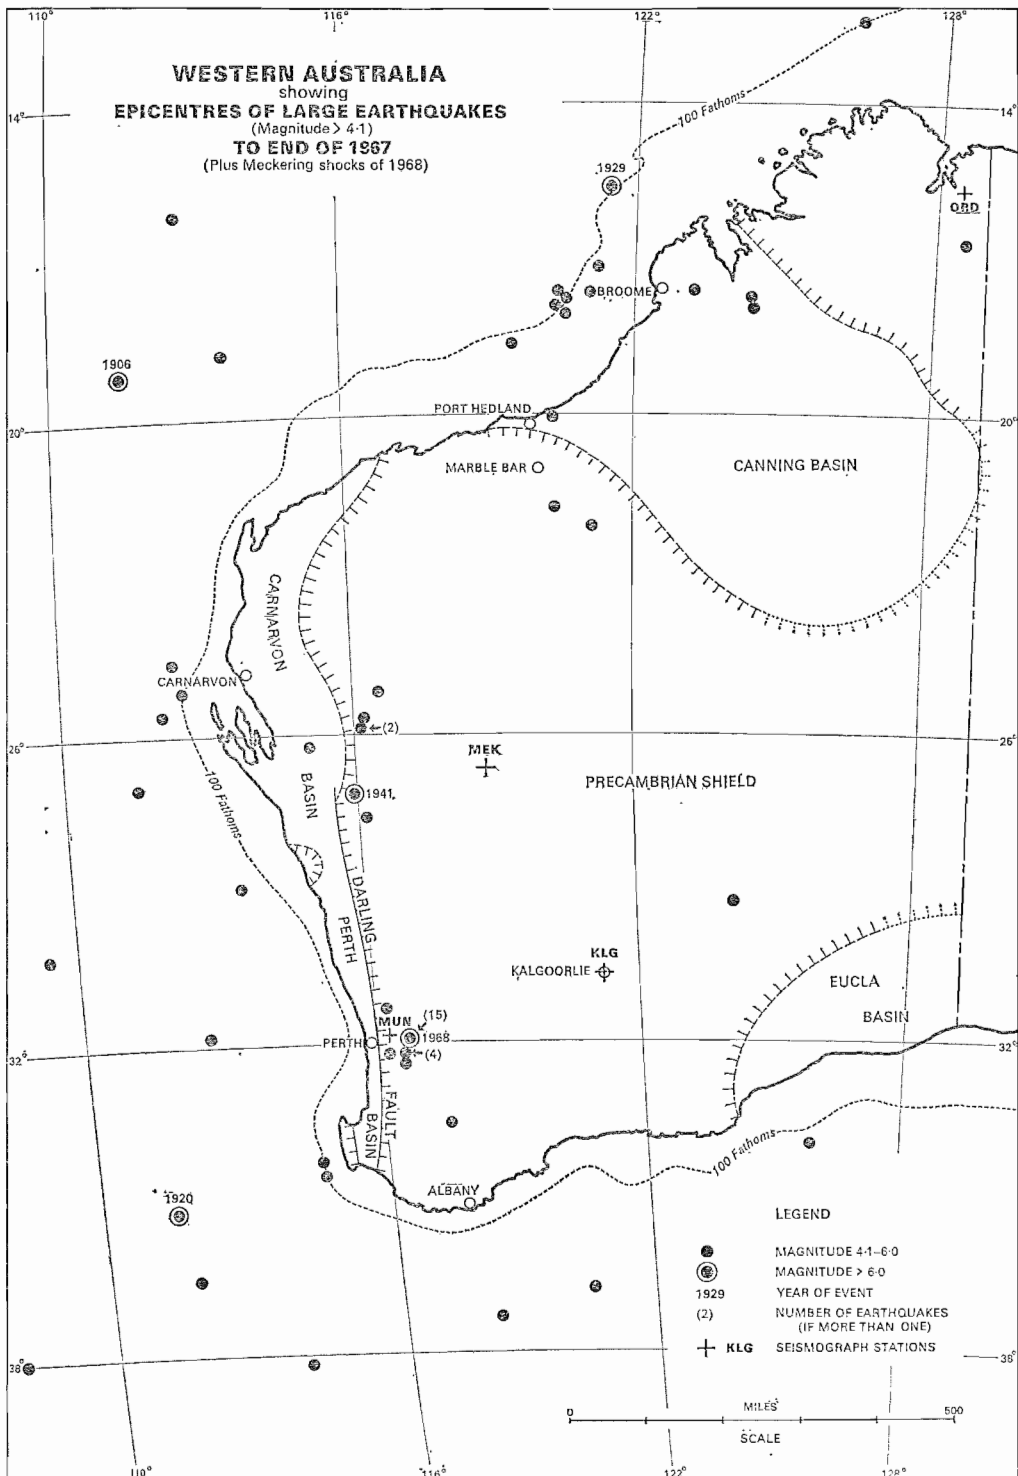 110°
116°
122°
128°
WESTERN AUSTRALIA
showing
EPICENTRES OF LARGE EARTHQUAKES
(Magnitude > 4·1)
TO END OF 1967
(Plus Meckering shocks of 1968)
100 Fathoms
14°
14°
1929
ORD
BROOME
1906
PORT HEDLAND
20°
20°
MARBLE BAR
CANNING BASIN
CARNARVON
CARNARVON
(2)
26°
26°
MEK
BASIN
1941
PRECAMBRIAN SHIELD
100 Fathoms
DARLING
PERTH
KLG
KALGOORLIE
EUCLA
BASIN
(15)
MUN
1968
PERTH
(4)
32°
32°
FAULT
BASIN
100 Fathoms
ALBANY
1920
LEGEND
MAGNITUDE 4·1–6·0
MAGNITUDE > 6·0
1929 YEAR OF EVENT
(2) NUMBER OF EARTHQUAKES
(IF MORE THAN ONE)
KLG SEISMOGRAPH STATIONS
38°
38°
0 MILES 500
SCALE
110°
116°
122°
128°